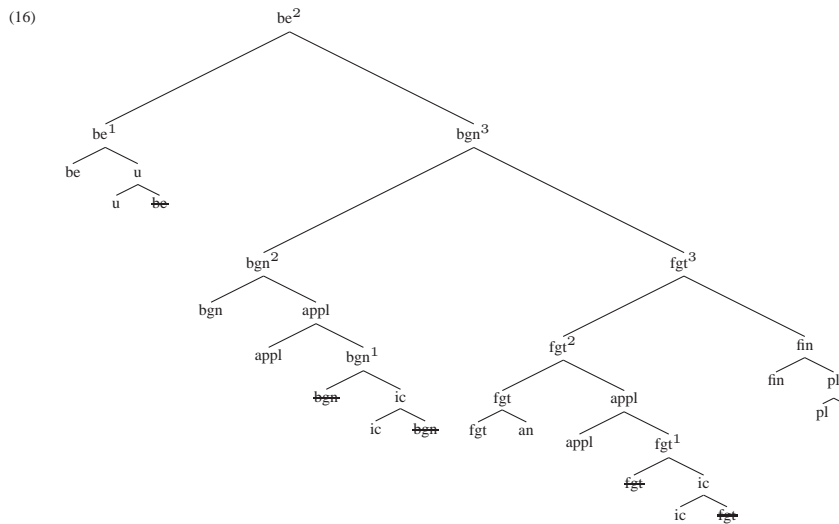 (16)
be²
be¹ bgn³
be u
u ~~be~~
bgn² fgt³
bgn appl
fgt² fin
appl bgn¹ fin pl
~~bgn~~ ic fgt appl pl
ic ~~bgn~~ fgt an appl fgt¹
~~fgt~~ ic
ic ~~fgt~~